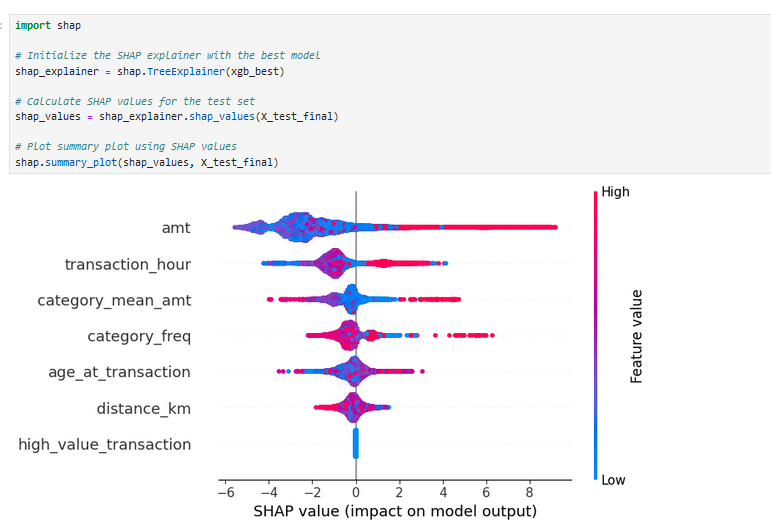 import shap
# Initialize the SHAP explainer with the best model
shap_explainer = shap.TreeExplainer(xgb_best)
# Calculate SHAP values for the test set
shap_values = shap_explainer.shap_values(X_test_final)
# Plot summary plot using SHAP values
shap.summary_plot(shap_values, X_test_final)
High
amt
transaction_hour
category_mean_amt
category_freq
age_at_transaction
distance_km
high_value_transaction
Feature value
Low
−6 −4 −2 0 2 4 6 8
SHAP value (impact on model output)